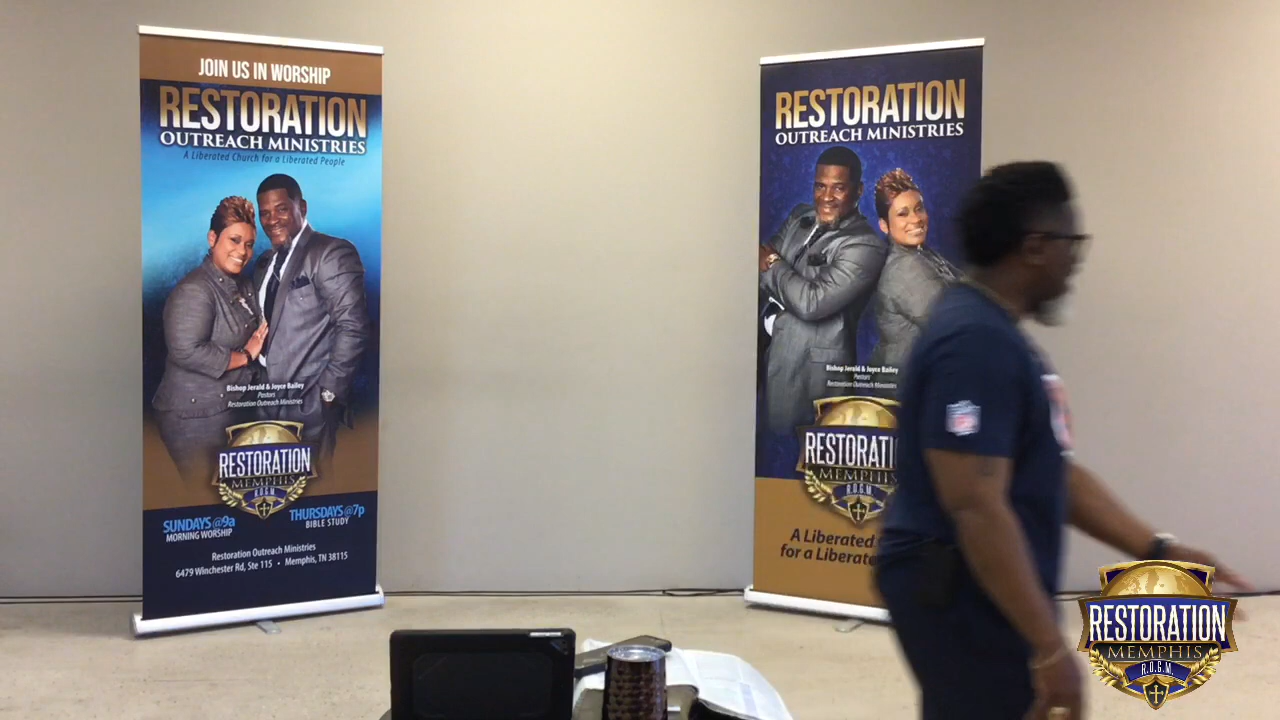 JOIN US IN WORSHIP
RESTORATION
OUTREACH MINISTRIES
A Liberated Church for a Liberated People
Bishop Jerald & Joyce Bailey
Pastors
Restoration Outreach Ministries
RESTORATION
MEMPHIS
R.O.G.M.
SUNDAYS @9a
MORNING WORSHIP
THURSDAYS @7p
BIBLE STUDY
Restoration Outreach Ministries
6479 Winchester Rd, Ste 115 • Memphis, TN 38115
RESTORATION
OUTREACH MINISTRIES
Bishop Jerald & Joyce Bailey
Pastors
Restoration Outreach Ministries
RESTORATI
MEMPHIS
R.O.G.M.
A Liberated
for a Liberate
NFL
RESTORATION
MEMPHIS
R.O.G.M.